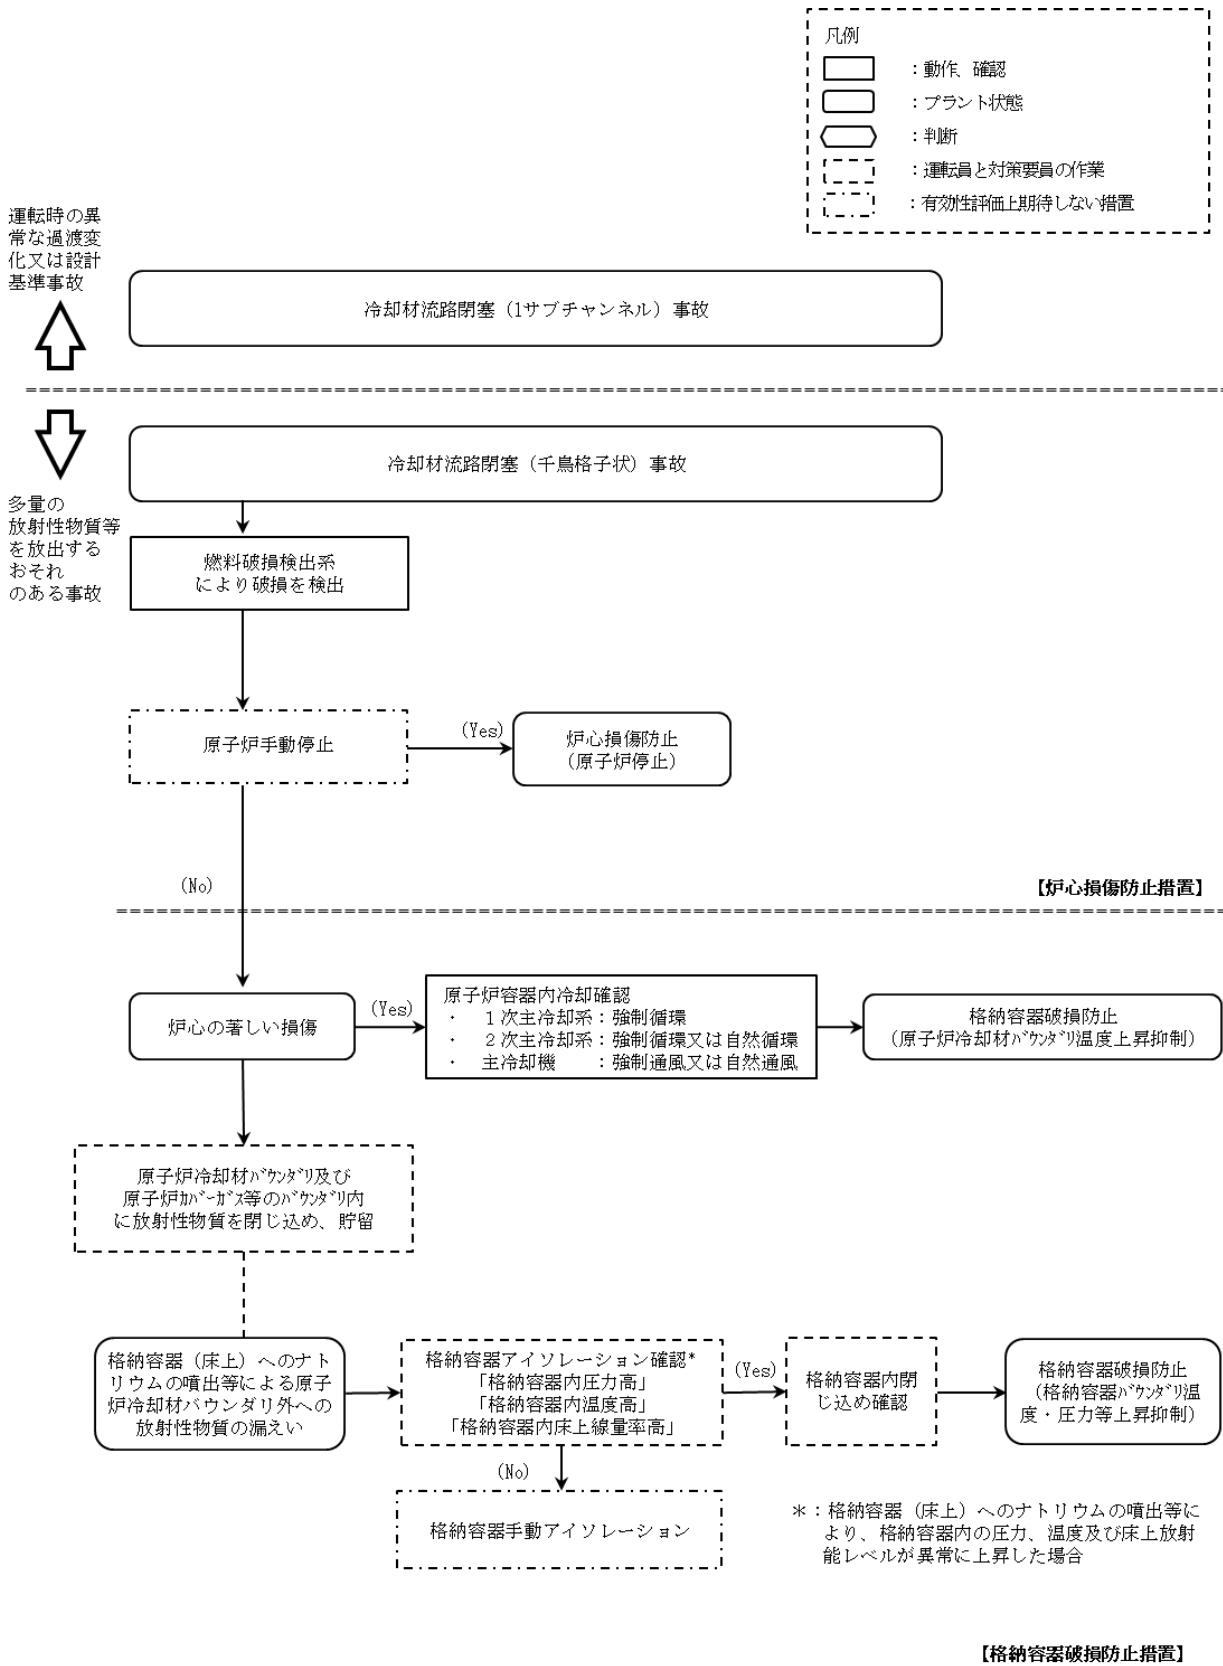 凡例
：動作、確認
：プラント状態
：判断
：運転員と対策要員の作業
：有効性評価上期待しない措置
運転時の異
常な過渡変
化又は設計
基準事故
冷却材流路閉塞（1サブチャンネル）事故
冷却材流路閉塞（千鳥格子状）事故
多量の
放射性物質等
を放出する
おそれ
のある事故
燃料破損検出系
により破損を検出
原子炉手動停止
(Yes)
炉心損傷防止
（原子炉停止）
(No)
【炉心損傷防止措置】
炉心の著しい損傷
(Yes)
原子炉容器内冷却確認
・　１次主冷却系：強制循環
・　２次主冷却系：強制循環又は自然循環
・　主冷却機　　：強制通風又は自然通風
格納容器破損防止
（原子炉冷却材ﾊﾞｳﾝﾀﾞﾘ温度上昇抑制）
原子炉冷却材ﾊﾞｳﾝﾀﾞﾘ及び
原子炉ｶﾊﾞｰｶﾞｽ等のﾊﾞｳﾝﾀﾞﾘ内
に放射性物質を閉じ込め、貯留
格納容器（床上）へのナト
リウムの噴出等による原子
炉冷却材バウンダリ外への
放射性物質の漏えい
格納容器アイソレーション確認*
「格納容器内圧力高」
「格納容器内温度高」
「格納容器内床上線量率高」
(Yes)
格納容器内閉
じ込め確認
格納容器破損防止
（格納容器ﾊﾞｳﾝﾀﾞﾘ温
度・圧力等上昇抑制）
(No)
格納容器手動アイソレーション
＊：格納容器（床上）へのナトリウムの噴出等に
より、格納容器内の圧力、温度及び床上放射
能レベルが異常に上昇した場合
【格納容器破損防止措置】